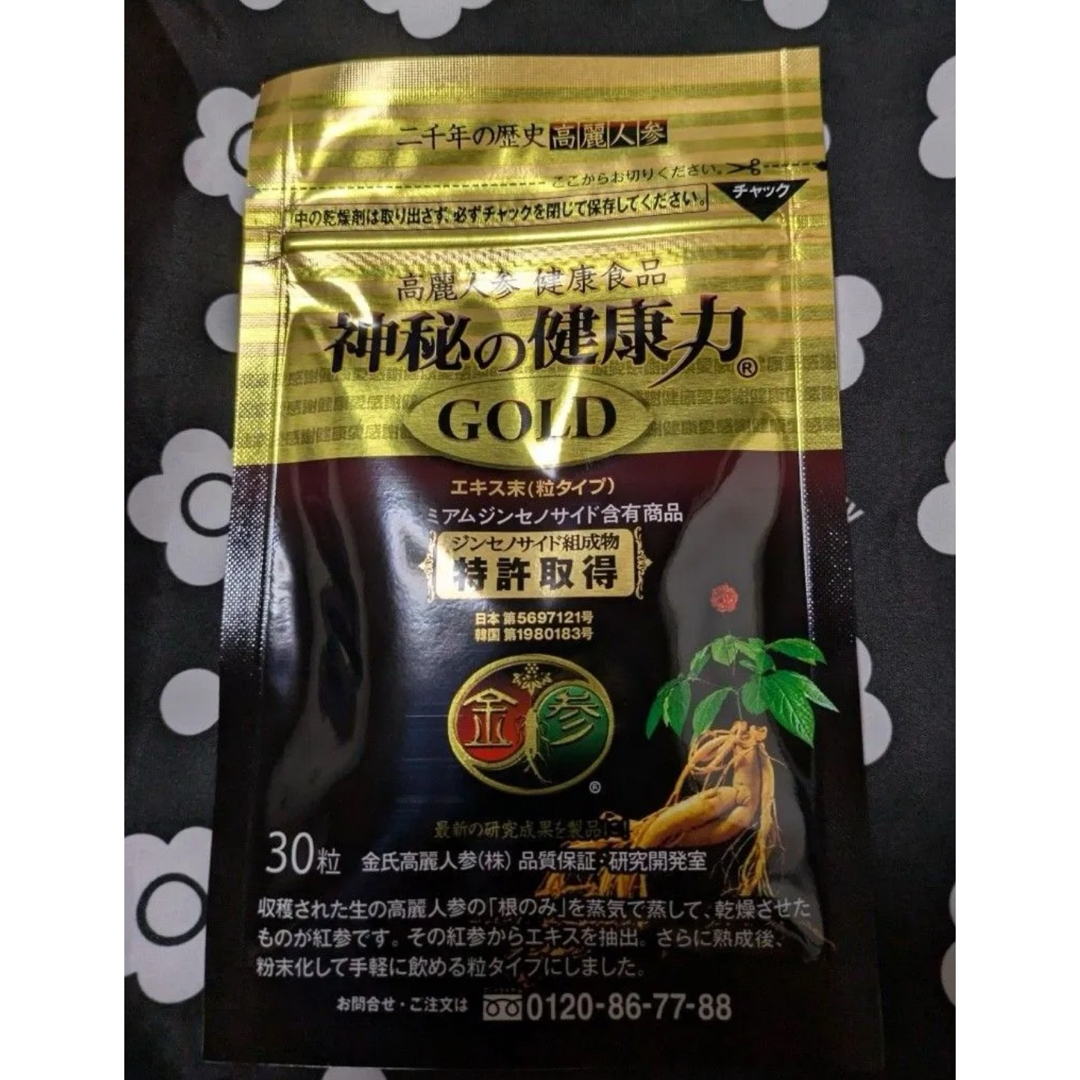 二千年の歴史高麗人参
ここからお切りください。
チャック
中の乾燥剤は取り出さず、必ずチャックを閉じて保存してください。
高麗人参 健康食品
神秘の健康力®
GOLD
エキス末(粒タイプ)
ミアムジンセノサイド含有商品
ジンセノサイド組成物
特許取得
日本 第5697121号
韓国 第1980183号
金参
®
最新の研究成果を製品
30粒 金氏高麗人参(株) 品質保証・研究開発室
収穫された生の高麗人参の「根のみ」を蒸気で蒸して、乾燥させた
ものが紅参です。その紅参からエキスを抽出。さらに熟成後、
粉末化して手軽に飲める粒タイプにしました。
お問合せ・ご注文は 0120-86-77-88